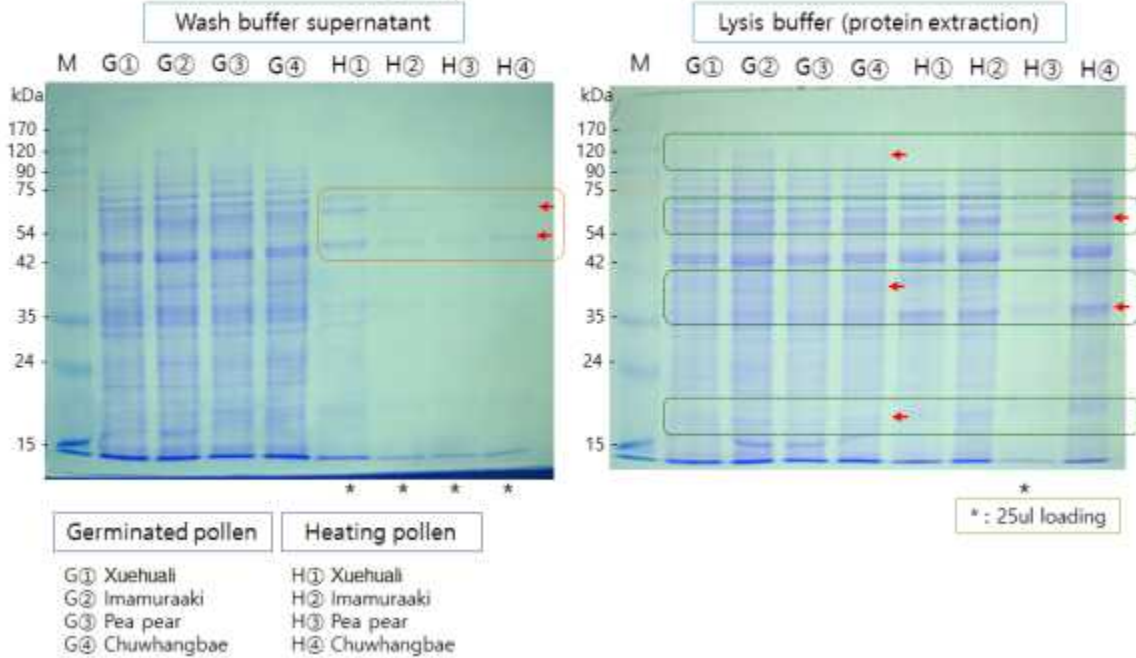 Wash buffer supernatant
Lysis buffer (protein extraction)
M G① G② G③ G④ H① H② H③ H④
M G① G② G③ G④ H① H② H③ H④
kDa
170
120
90
75
54
42
35
24
15
kDa
170
120
90
75
54
42
35
24
15
* * * *
*
* : 25ul loading
Germinated pollen
Heating pollen
G① Xuehuali
G② Imamuraaki
G③ Pea pear
G④ Chuwhangbae
H① Xuehuali
H② Imamuraaki
H③ Pea pear
H④ Chuwhangbae